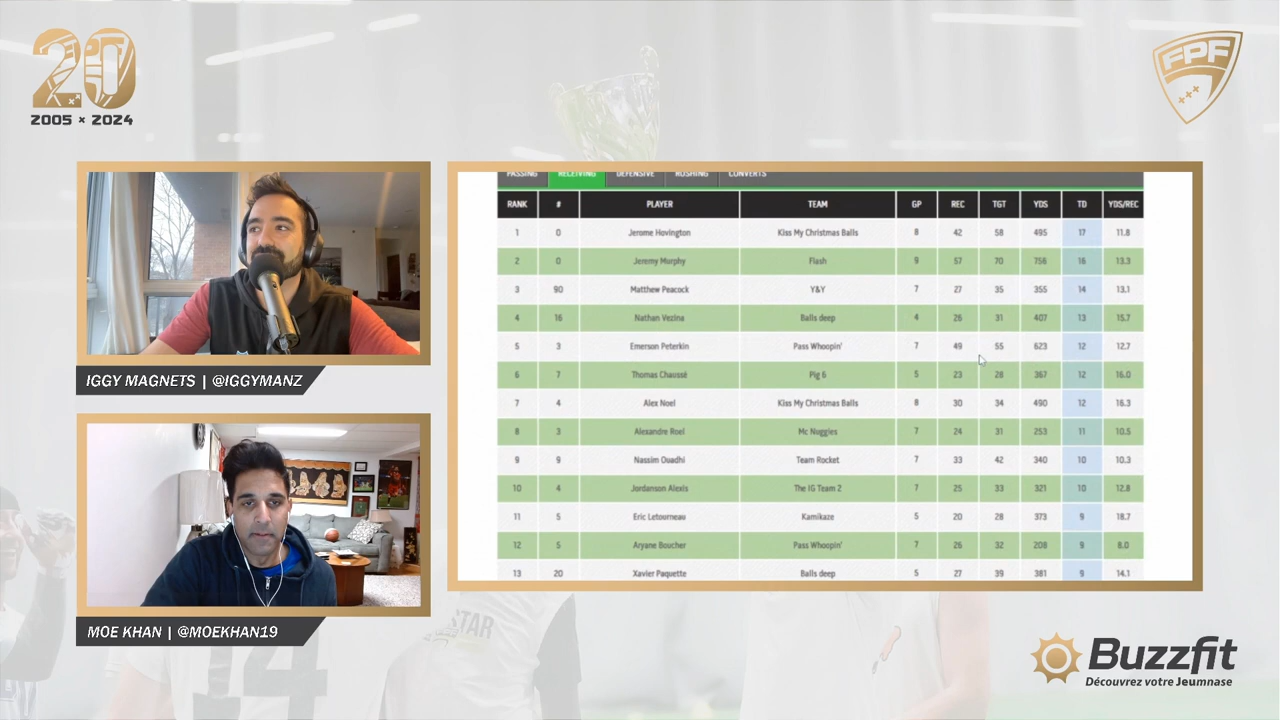 20
2005 × 2024
FPF
IGGY MAGNETS | @IGGYMANZ
MOE KHAN | @MOEKHAN19
PASSING RECEIVING DEFENSIVE RUSHING CONVERTS
RANK # PLAYER TEAM GP REC TGT YDS TD YDS/REC
1 0 Jerome Hovington Kiss My Christmas Balls 8 42 58 495 17 11.8
2 0 Jeremy Murphy Flash 9 57 70 756 16 13.3
3 90 Matthew Peacock Y&Y 7 27 35 355 14 13.1
4 16 Nathan Vezina Balls deep 4 26 31 407 13 15.7
5 3 Emerson Peterkin Pass Whoopin' 7 49 55 623 12 12.7
6 7 Thomas Chaussé Pig 6 5 23 28 367 12 16.0
7 4 Alex Noel Kiss My Christmas Balls 8 30 34 490 12 16.3
8 3 Alexandre Roel Mc Nuggies 7 24 31 253 11 10.5
9 9 Nassim Ouadhi Team Rocket 7 33 42 340 10 10.3
10 4 Jordanson Alexis The IG Team 2 7 25 33 321 10 12.8
11 5 Eric Letourneau Kamikaze 5 20 28 373 9 18.7
12 5 Aryane Boucher Pass Whoopin' 7 26 32 208 9 8.0
13 20 Xavier Paquette Balls deep 5 27 39 381 9 14.1
STAR
14
Buzzfit
Découvrez votre Jeumnase